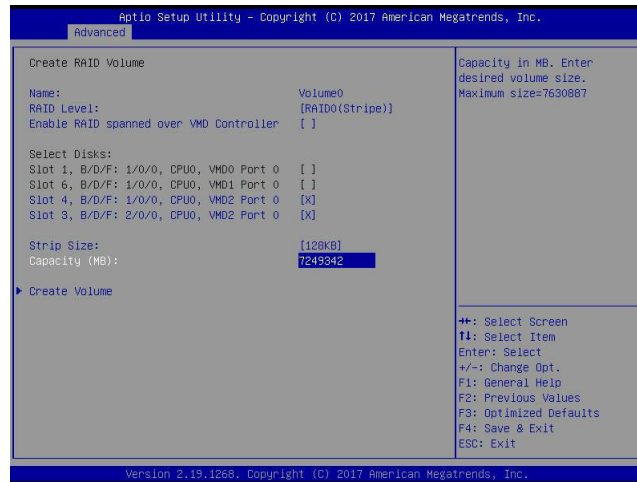 Aptio Setup Utility – Copyright (C) 2017 American Megatrends, Inc.
Advanced
Create RAID Volume
Name: Volume0
RAID Level: [RAID0(Stripe)]
Enable RAID spanned over VMD Controller [ ]
Select Disks:
Slot 1, B/D/F: 1/0/0, CPU0, VMD0 Port 0 [ ]
Slot 6, B/D/F: 1/0/0, CPU0, VMD1 Port 0 [ ]
Slot 4, B/D/F: 1/0/0, CPU0, VMD2 Port 0 [X]
Slot 3, B/D/F: 2/0/0, CPU0, VMD2 Port 0 [X]
Strip Size: [128KB]
Capacity (MB): 7249342
Create Volume
Capacity in MB. Enter
desired volume size.
Maximum size=7630887
→←: Select Screen
↑↓: Select Item
Enter: Select
+/-: Change Opt.
F1: General Help
F2: Previous Values
F3: Optimized Defaults
F4: Save & Exit
ESC: Exit
Version 2.19.1268. Copyright (C) 2017 American Megatrends, Inc.